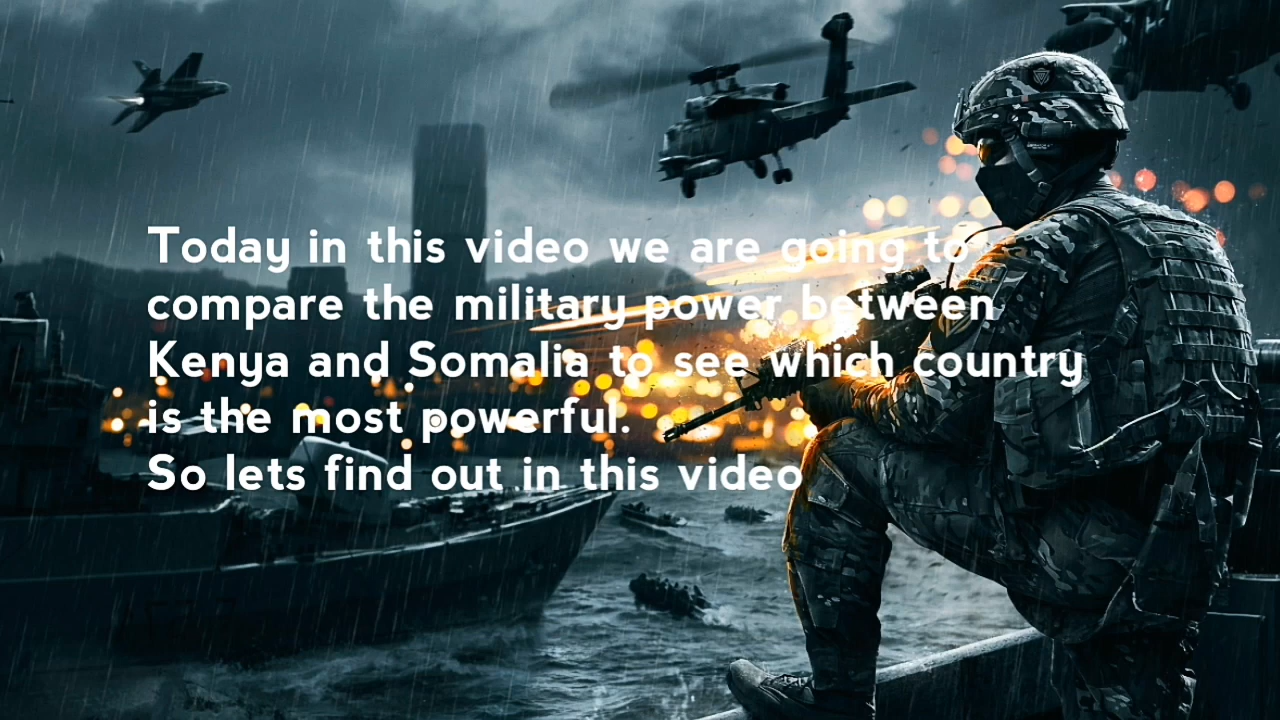 Today in this video we are going to
compare the military power between
Kenya and Somalia to see which country
is the most powerful.
So lets find out in this video